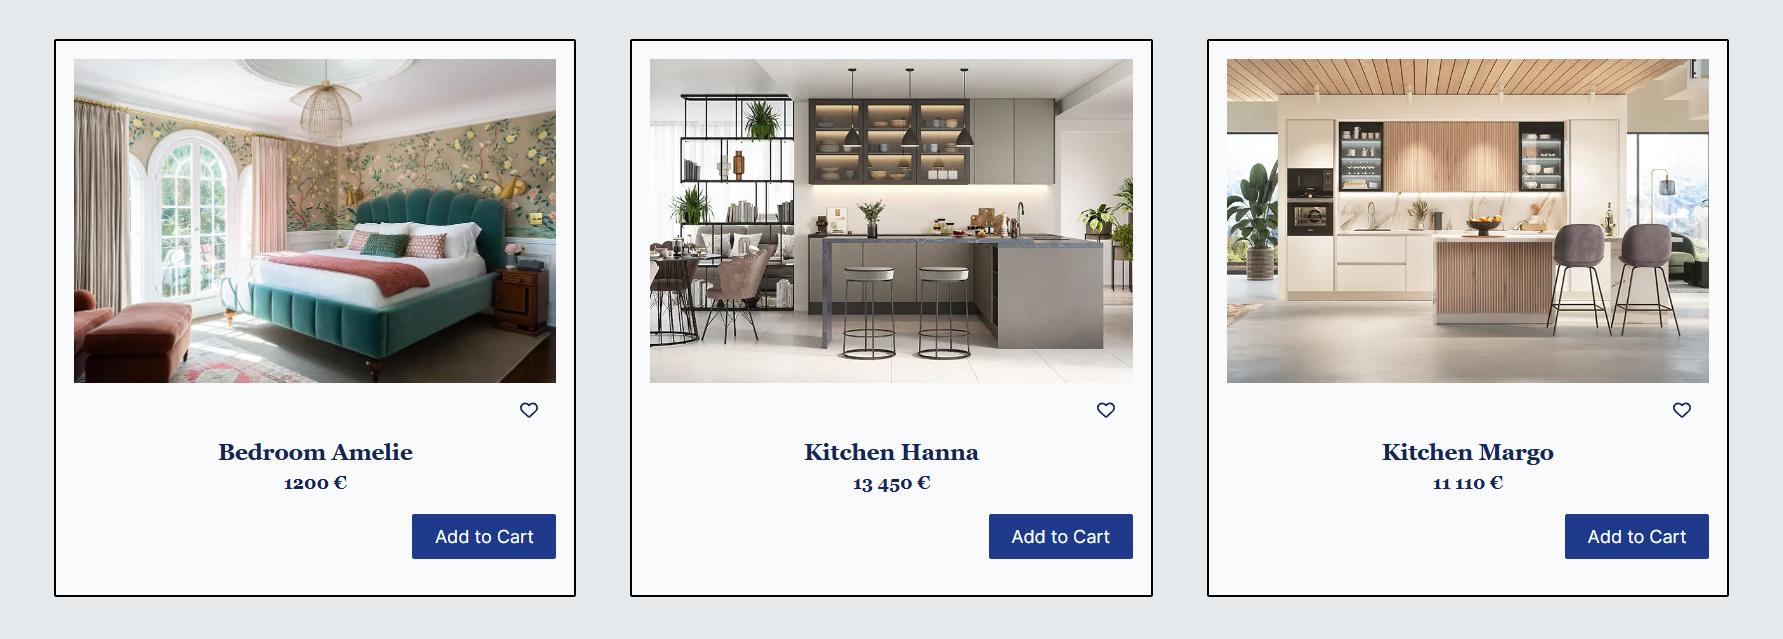 Bedroom Amelie
1200 €
Add to Cart
Kitchen Hanna
13 450 €
Add to Cart
Kitchen Margo
11 110 €
Add to Cart